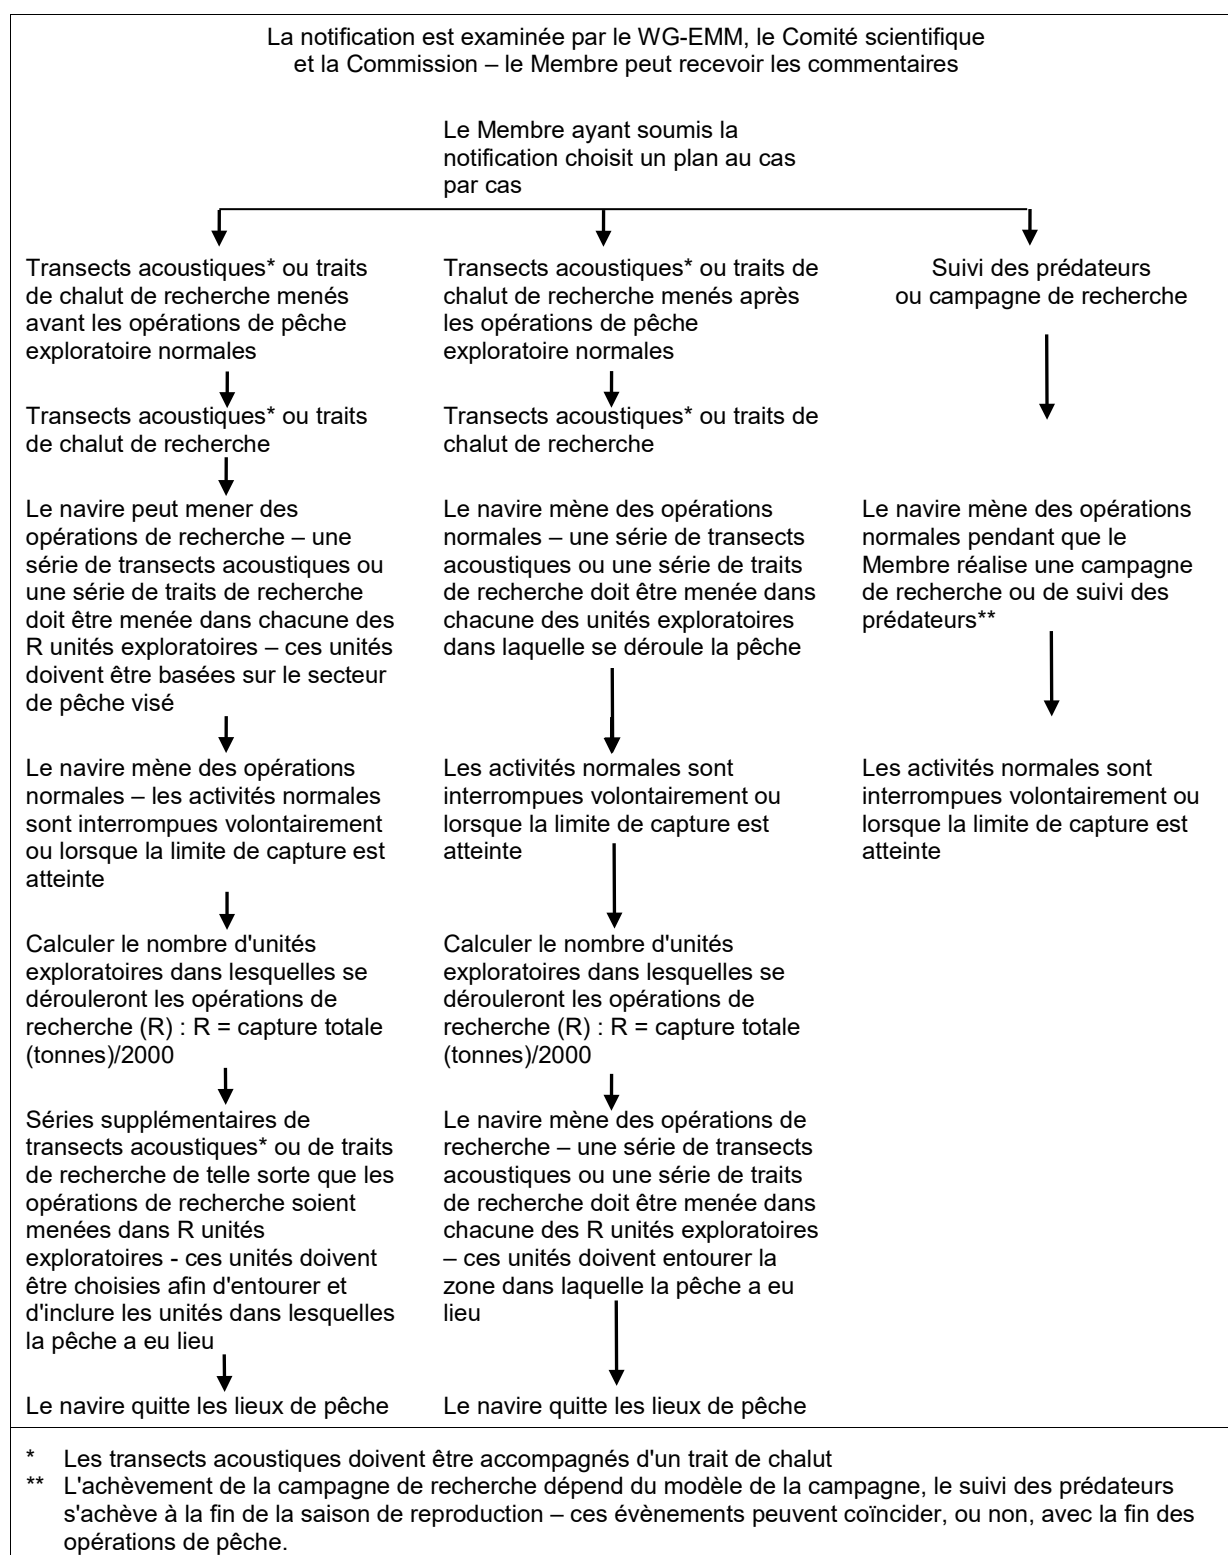 La notification est examinée par le WG-EMM, le Comité scientifique
et la Commission – le Membre peut recevoir les commentaires
Le Membre ayant soumis la
notification choisit un plan au cas
par cas
Transects acoustiques* ou traits
de chalut de recherche menés
avant les opérations de pêche
exploratoire normales
Transects acoustiques* ou traits
de chalut de recherche
Le navire peut mener des
opérations de recherche – une
série de transects acoustiques ou
une série de traits de recherche
doit être menée dans chacune des
R unités exploratoires – ces unités
doivent être basées sur le secteur
de pêche visé
Le navire mène des opérations
normales – les activités normales
sont interrompues volontairement
ou lorsque la limite de capture est
atteinte
Calculer le nombre d'unités
exploratoires dans lesquelles se
dérouleront les opérations de
recherche (R) : R = capture totale
(tonnes)/2000
Séries supplémentaires de
transects acoustiques* ou de traits
de recherche de telle sorte que les
opérations de recherche soient
menées dans R unités
exploratoires - ces unités doivent
être choisies afin d'entourer et
d'inclure les unités dans lesquelles
la pêche a eu lieu
Le navire quitte les lieux de pêche
Transects acoustiques* ou traits de
chalut de recherche menés après
les opérations de pêche
exploratoire normales
Transects acoustiques* ou traits de
chalut de recherche
Le navire mène des opérations
normales – une série de transects
acoustiques ou une série de traits
de recherche doit être menée dans
chacune des unités exploratoires
dans laquelle se déroule la pêche
Les activités normales sont
interrompues volontairement ou
lorsque la limite de capture est
atteinte
Calculer le nombre d'unités
exploratoires dans lesquelles se
dérouleront les opérations de
recherche (R) : R = capture totale
(tonnes)/2000
Le navire mène des opérations de
recherche – une série de transects
acoustiques ou une série de traits
de recherche doit être menée dans
chacune des R unités exploratoires
– ces unités doivent entourer la
zone dans laquelle la pêche a eu
lieu
Le navire quitte les lieux de pêche
Suivi des prédateurs
ou campagne de recherche
Le navire mène des opérations
normales pendant que le
Membre réalise une campagne
de recherche ou de suivi des
prédateurs**
Les activités normales sont
interrompues volontairement ou
lorsque la limite de capture est
atteinte
* Les transects acoustiques doivent être accompagnés d'un trait de chalut
** L'achèvement de la campagne de recherche dépend du modèle de la campagne, le suivi des prédateurs
s'achève à la fin de la saison de reproduction – ces évènements peuvent coïncider, ou non, avec la fin des
opérations de pêche.